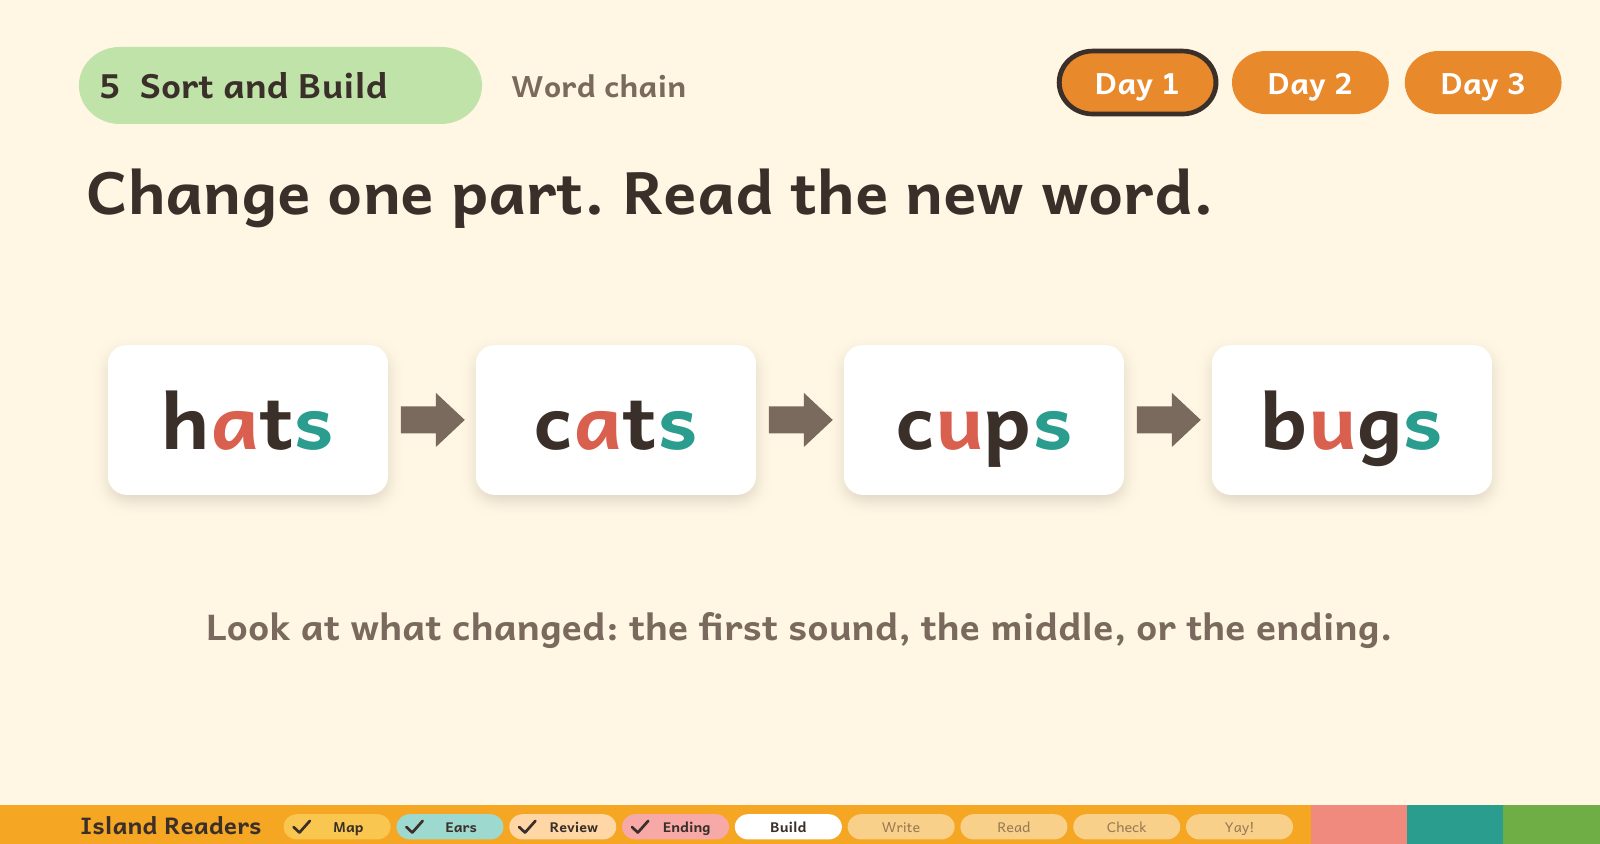 5 Sort and Build
Word chain
Day 1
Day 2
Day 3
Change one part. Read the new word.
hats
cats
cups
bugs
Look at what changed: the first sound, the middle, or the ending.
Island Readers
Map
Ears
Review
Ending
Build
Write
Read
Check
Yay!